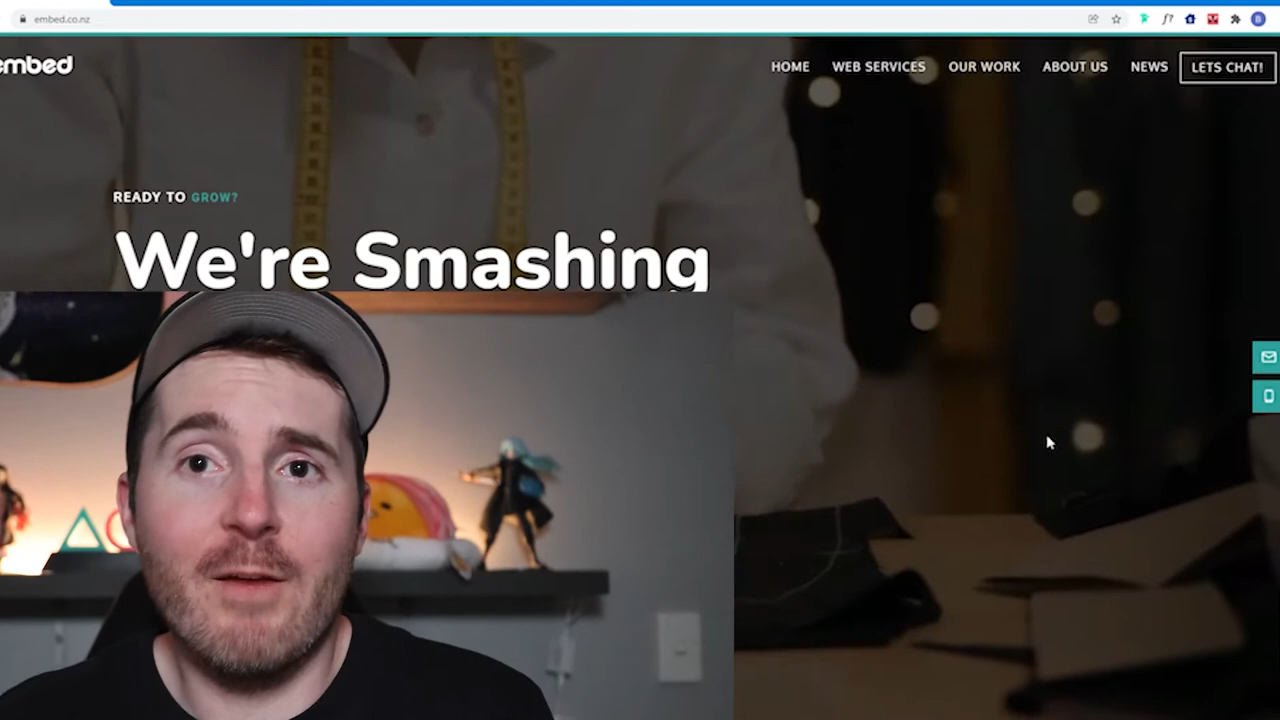 embed.co.nz
embed
HOME WEB SERVICES OUR WORK ABOUT US NEWS LETS CHAT!
READY TO GROW?
We're Smashing